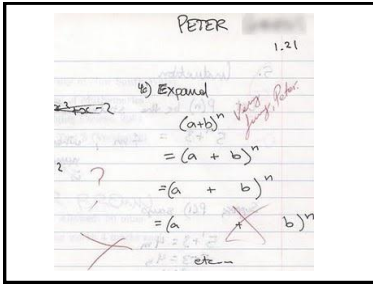 PETER
1.21
4c) Expand
(a+b)ⁿ
Very funny, Peter.
= (a + b)ⁿ
?
=(a + b)ⁿ
=(a + b)ⁿ
etc...